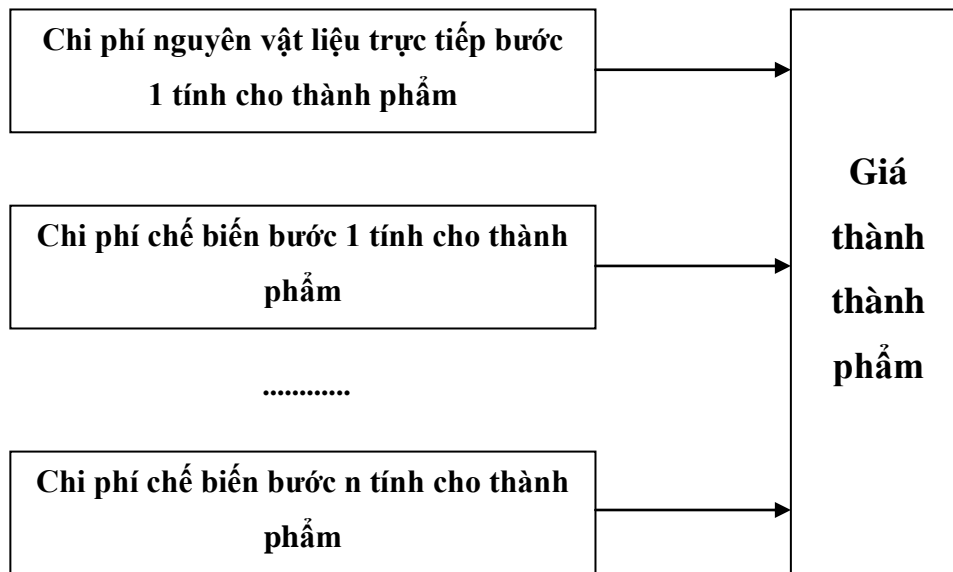 Chi phí nguyên vật liệu trực tiếp bước
1 tính cho thành phẩm
Chi phí chế biến bước 1 tính cho thành
phẩm
............
Chi phí chế biến bước n tính cho thành
phẩm
Giá
thành
thành
phẩm